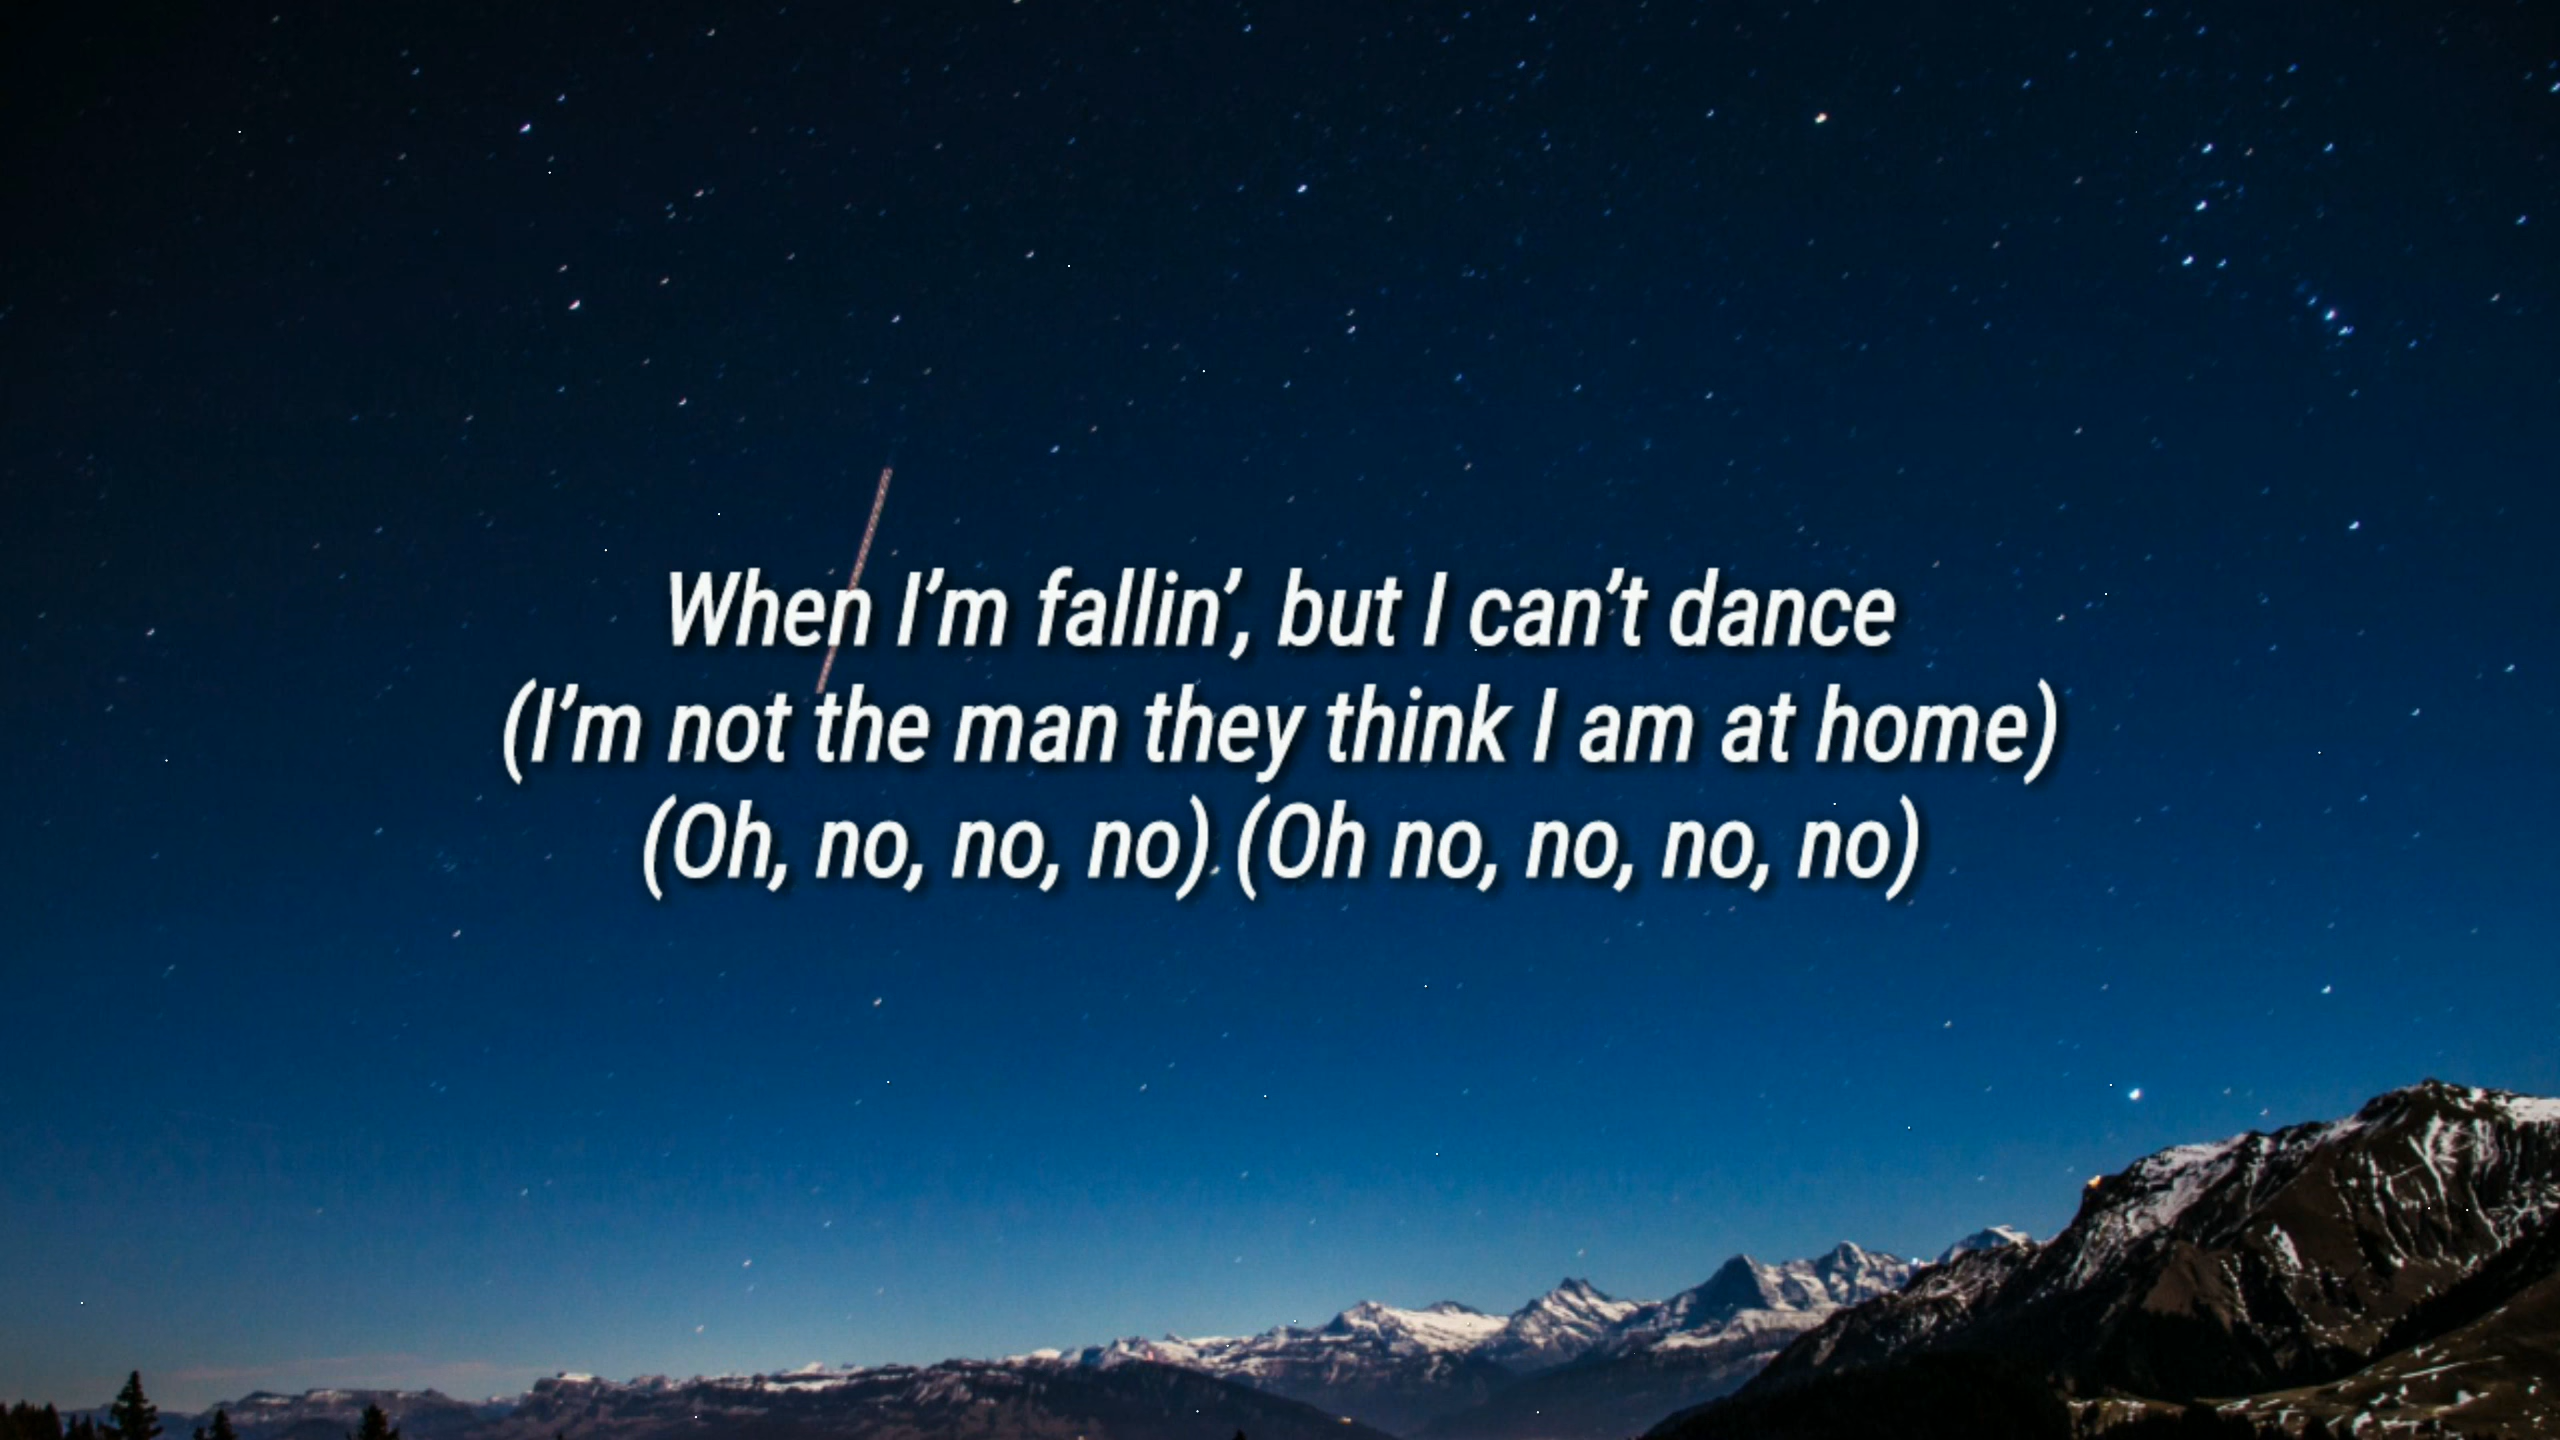 When I’m fallin’, but I can’t dance
(I’m not the man they think I am at home)
(Oh, no, no, no) (Oh no, no, no, no)